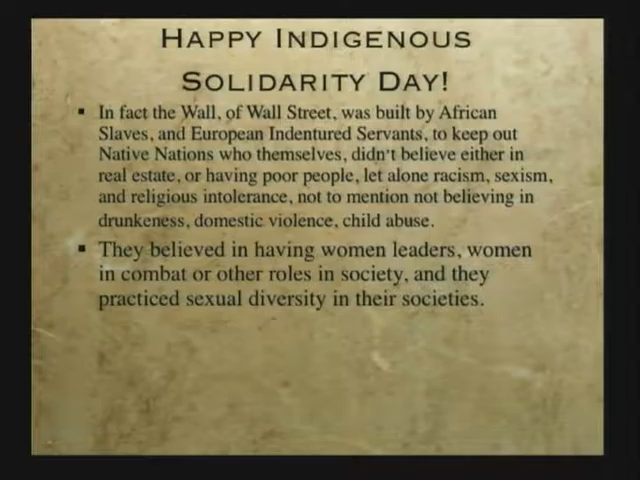 HAPPY INDIGENOUS
SOLIDARITY DAY!
▪ In fact the Wall, of Wall Street, was built by African
Slaves, and European Indentured Servants, to keep out
Native Nations who themselves, didn't believe either in
real estate, or having poor people, let alone racism, sexism,
and religious intolerance, not to mention not believing in
drunkeness, domestic violence, child abuse.
▪ They believed in having women leaders, women
in combat or other roles in society, and they
practiced sexual diversity in their societies.